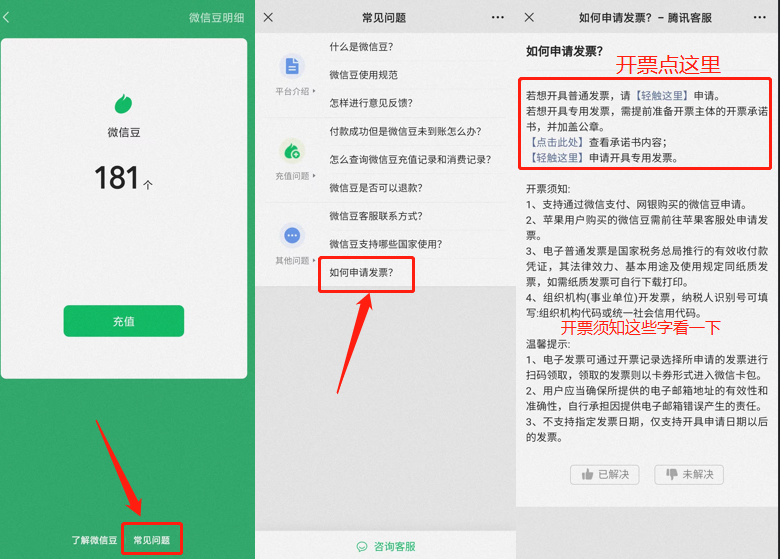 微信豆明细
微信豆
181个
充值
了解微信豆 常见问题
常见问题
什么是微信豆?
微信豆使用规范
平台介绍
怎样进行意见反馈?
付款成功但是微信豆未到账怎么办?
怎么查询微信豆充值记录和消费记录?
充值问题
微信豆是否可以退款?
微信豆客服联系方式?
微信豆支持哪些国家使用?
其他问题
如何申请发票?
咨询客服
如何申请发票? – 腾讯客服
如何申请发票?
开票点这里
若想开具普通发票，请【轻触这里】申请。
若想开具专用发票，需提前准备开票主体的开票承诺
书，并加盖公章。
【点击此处】查看承诺书内容；
【轻触这里】申请开具专用发票。
开票须知:
1、支持通过微信支付、网银购买的微信豆申请。
2、苹果用户购买的微信豆需前往苹果客服处申请发
票。
3、电子普通发票是国家税务总局推行的有效收付款
凭证，其法律效力、基本用途及使用规定同纸质发
票，如需纸质发票可自行下载打印。
4、组织机构(事业单位)开发票，纳税人识别号可填
写:组织机构代码或统一社会信用代码。
开票须知这些字看一下
温馨提示:
1、电子发票可通过开票记录选择所申请的发票进行
扫码领取，领取的发票则以卡券形式进入微信卡包。
2、用户应当确保所提供的电子邮箱地址的有效性和
准确性，自行承担因提供电子邮箱错误产生的责任。
3、不支持指定发票日期，仅支持开具申请日期以后
的发票。
已解决 未解决